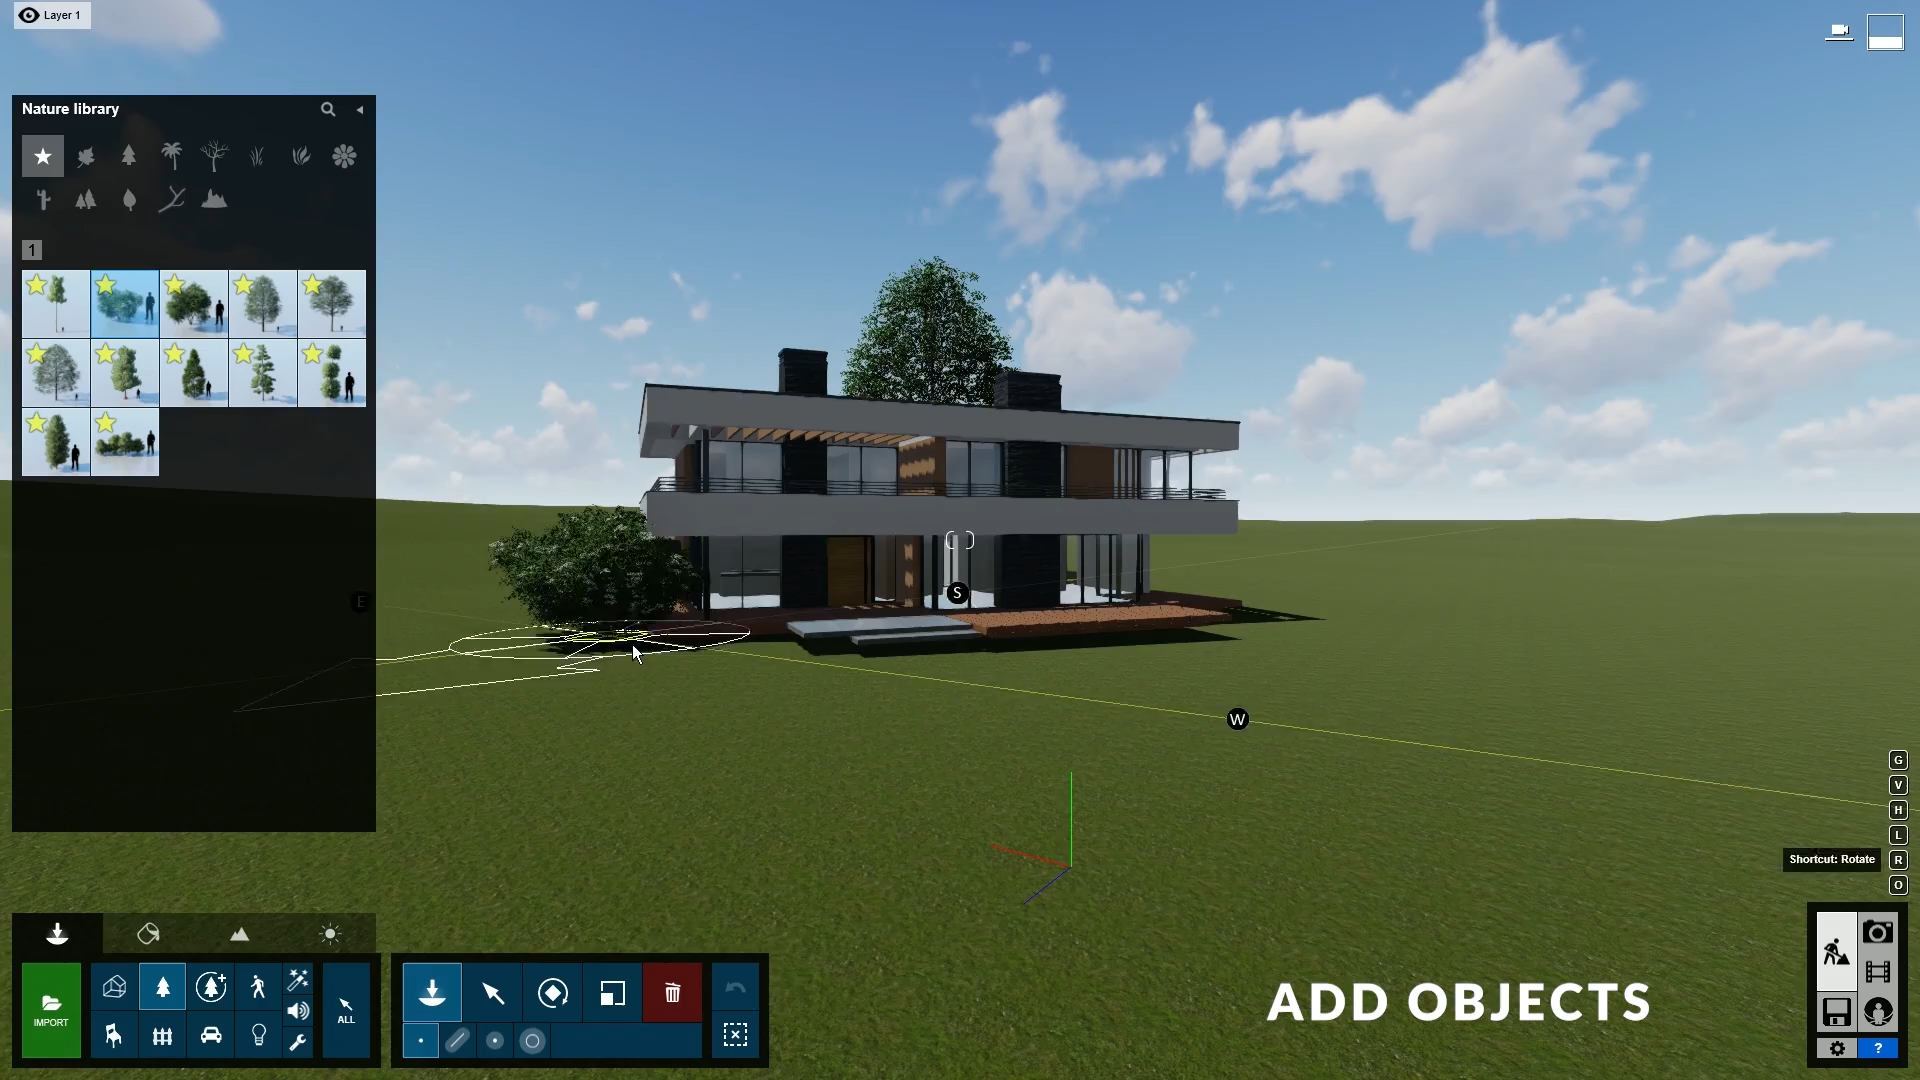 Layer 1
Nature library
1
E
S
W
G
V
H
L
Shortcut: Rotate
R
O
IMPORT
ALL
ADD OBJECTS
?